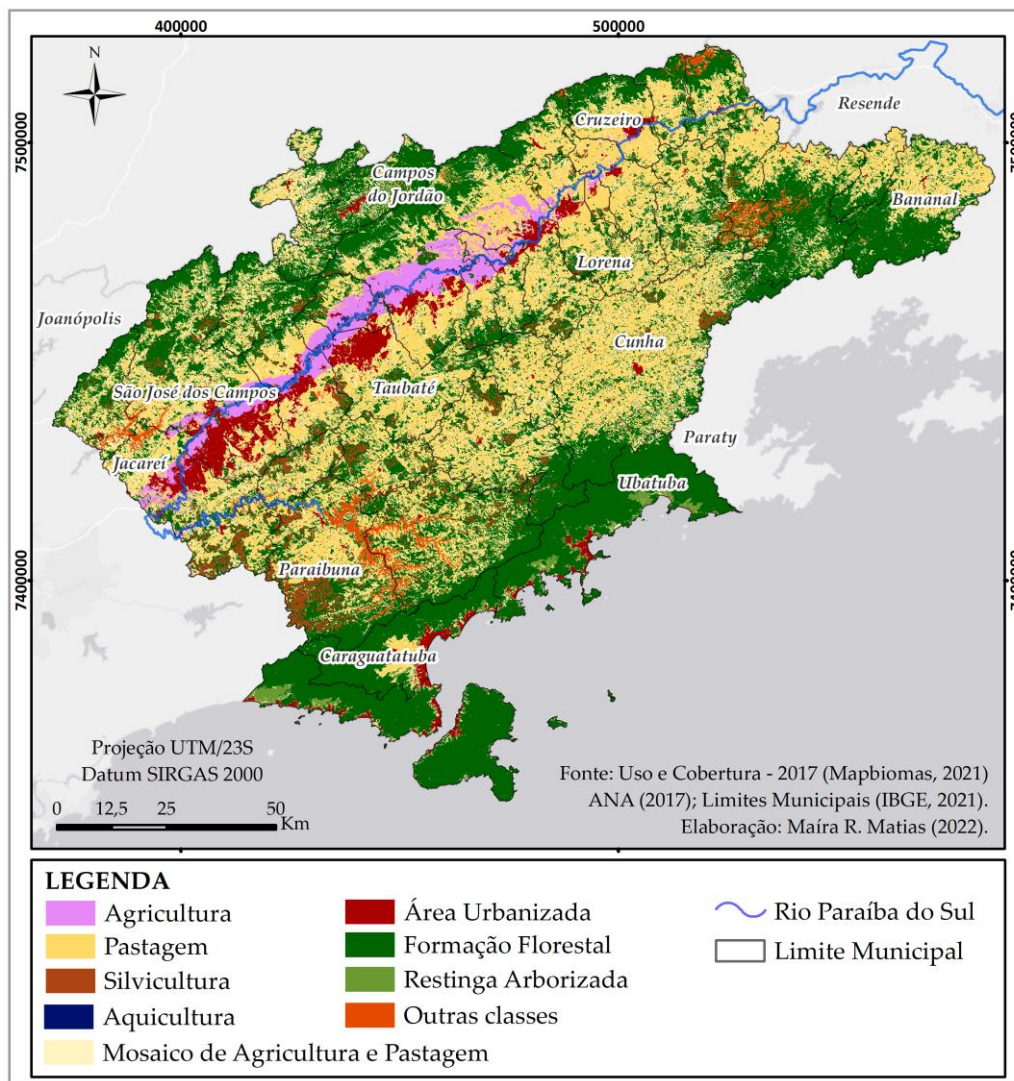 400000
500000
N
7500000
7500000
Resende
Cruzeiro
Campos
do Jordão
Bananal
Lorena
Joanópolis
Cunha
São José dos Campos
Taubaté
Paraty
Jacareí
Ubatuba
7400000
7400000
Paraibuna
Caraguatatuba
Projeção UTM/23S
Datum SIRGAS 2000
0 12,5 25 50
Km
Fonte: Uso e Cobertura - 2017 (Mapbiomas, 2021)
ANA (2017); Limites Municipais (IBGE, 2021).
Elaboração: Maíra R. Matias (2022).
LEGENDA
Agricultura
Pastagem
Silvicultura
Aquicultura
Mosaico de Agricultura e Pastagem
Área Urbanizada
Formação Florestal
Restinga Arborizada
Outras classes
Rio Paraíba do Sul
Limite Municipal